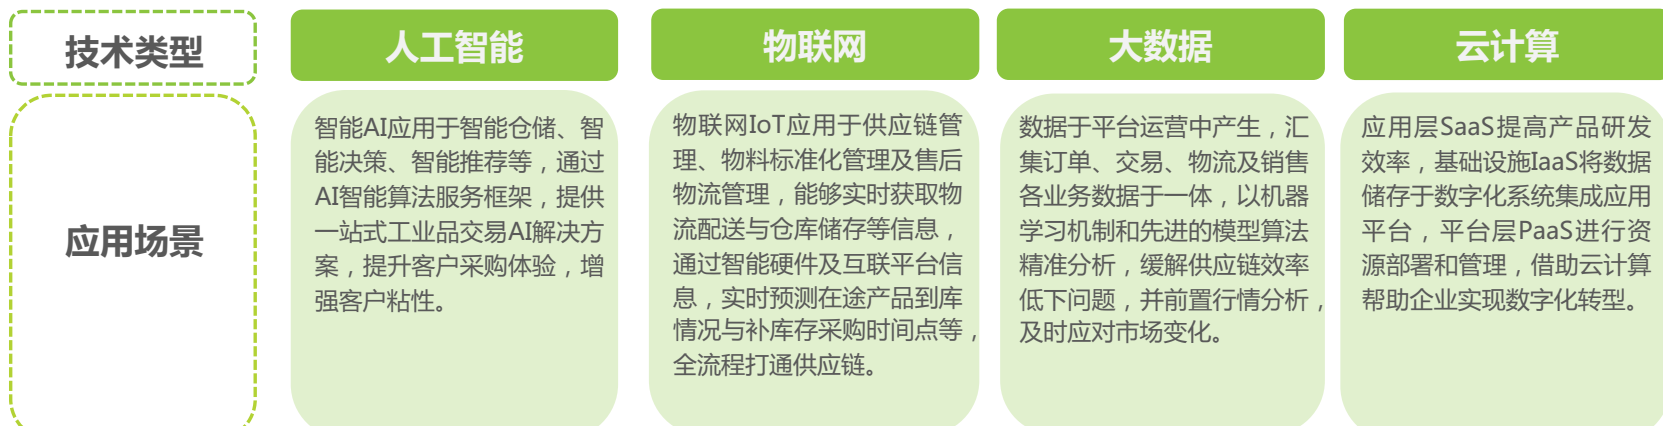 技术类型
人工智能
物联网
大数据
云计算
应用场景
智能AI应用于智能仓储、智
能决策、智能推荐等，通过
AI智能算法服务框架，提供
一站式工业品交易AI解决方
案，提升客户采购体验，增
强客户粘性。
物联网IoT应用于供应链管
理、物料标准化管理及售后
物流管理，能够实时获取物
流配送与仓库储存等信息，
通过智能硬件及互联平台信
息，实时预测在途产品到库
情况与补库存采购时间点等，
全流程打通供应链。
数据于平台运营中产生，汇
集订单、交易、物流及销售
各业务数据于一体，以机器
学习机制和先进的模型算法
精准分析，缓解供应链效率
低下问题，并前置行情分析，
及时应对市场变化。
应用层SaaS提高产品研发
效率，基础设施IaaS将数据
储存于数字化系统集成应用
平台，平台层PaaS进行资
源部署和管理，借助云计算
帮助企业实现数字化转型。